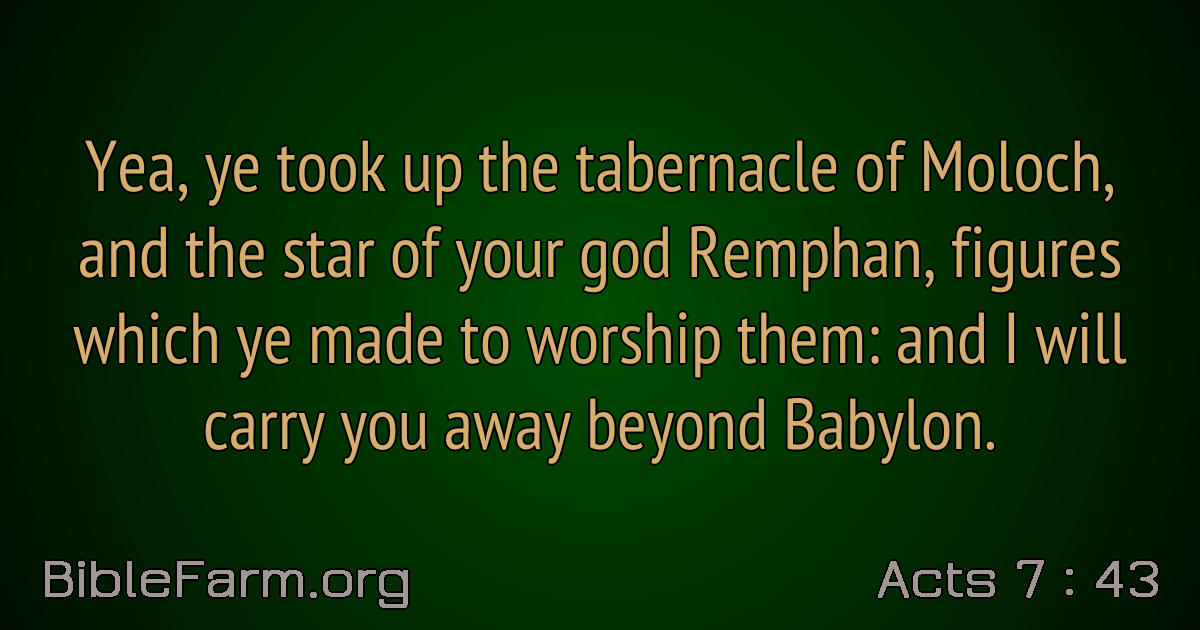 Yea, ye took up the tabernacle of Moloch,
and the star of your god Remphan, figures
which ye made to worship them: and I will
carry you away beyond Babylon.
BibleFarm.org
Acts 7 : 43